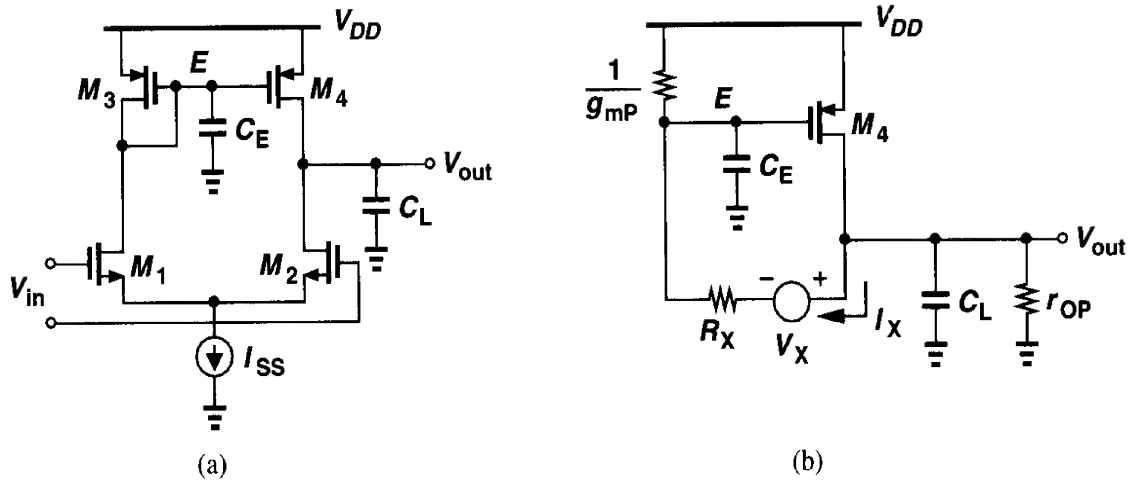 V_DD
E
M_3
M_4
C_E
V_out
C_L
M_1
M_2
V_in
I_SS
(a)
V_DD
1
g_mP
E
M_4
C_E
V_out
R_X
V_X
I_X
C_L
r_OP
− +
(b)